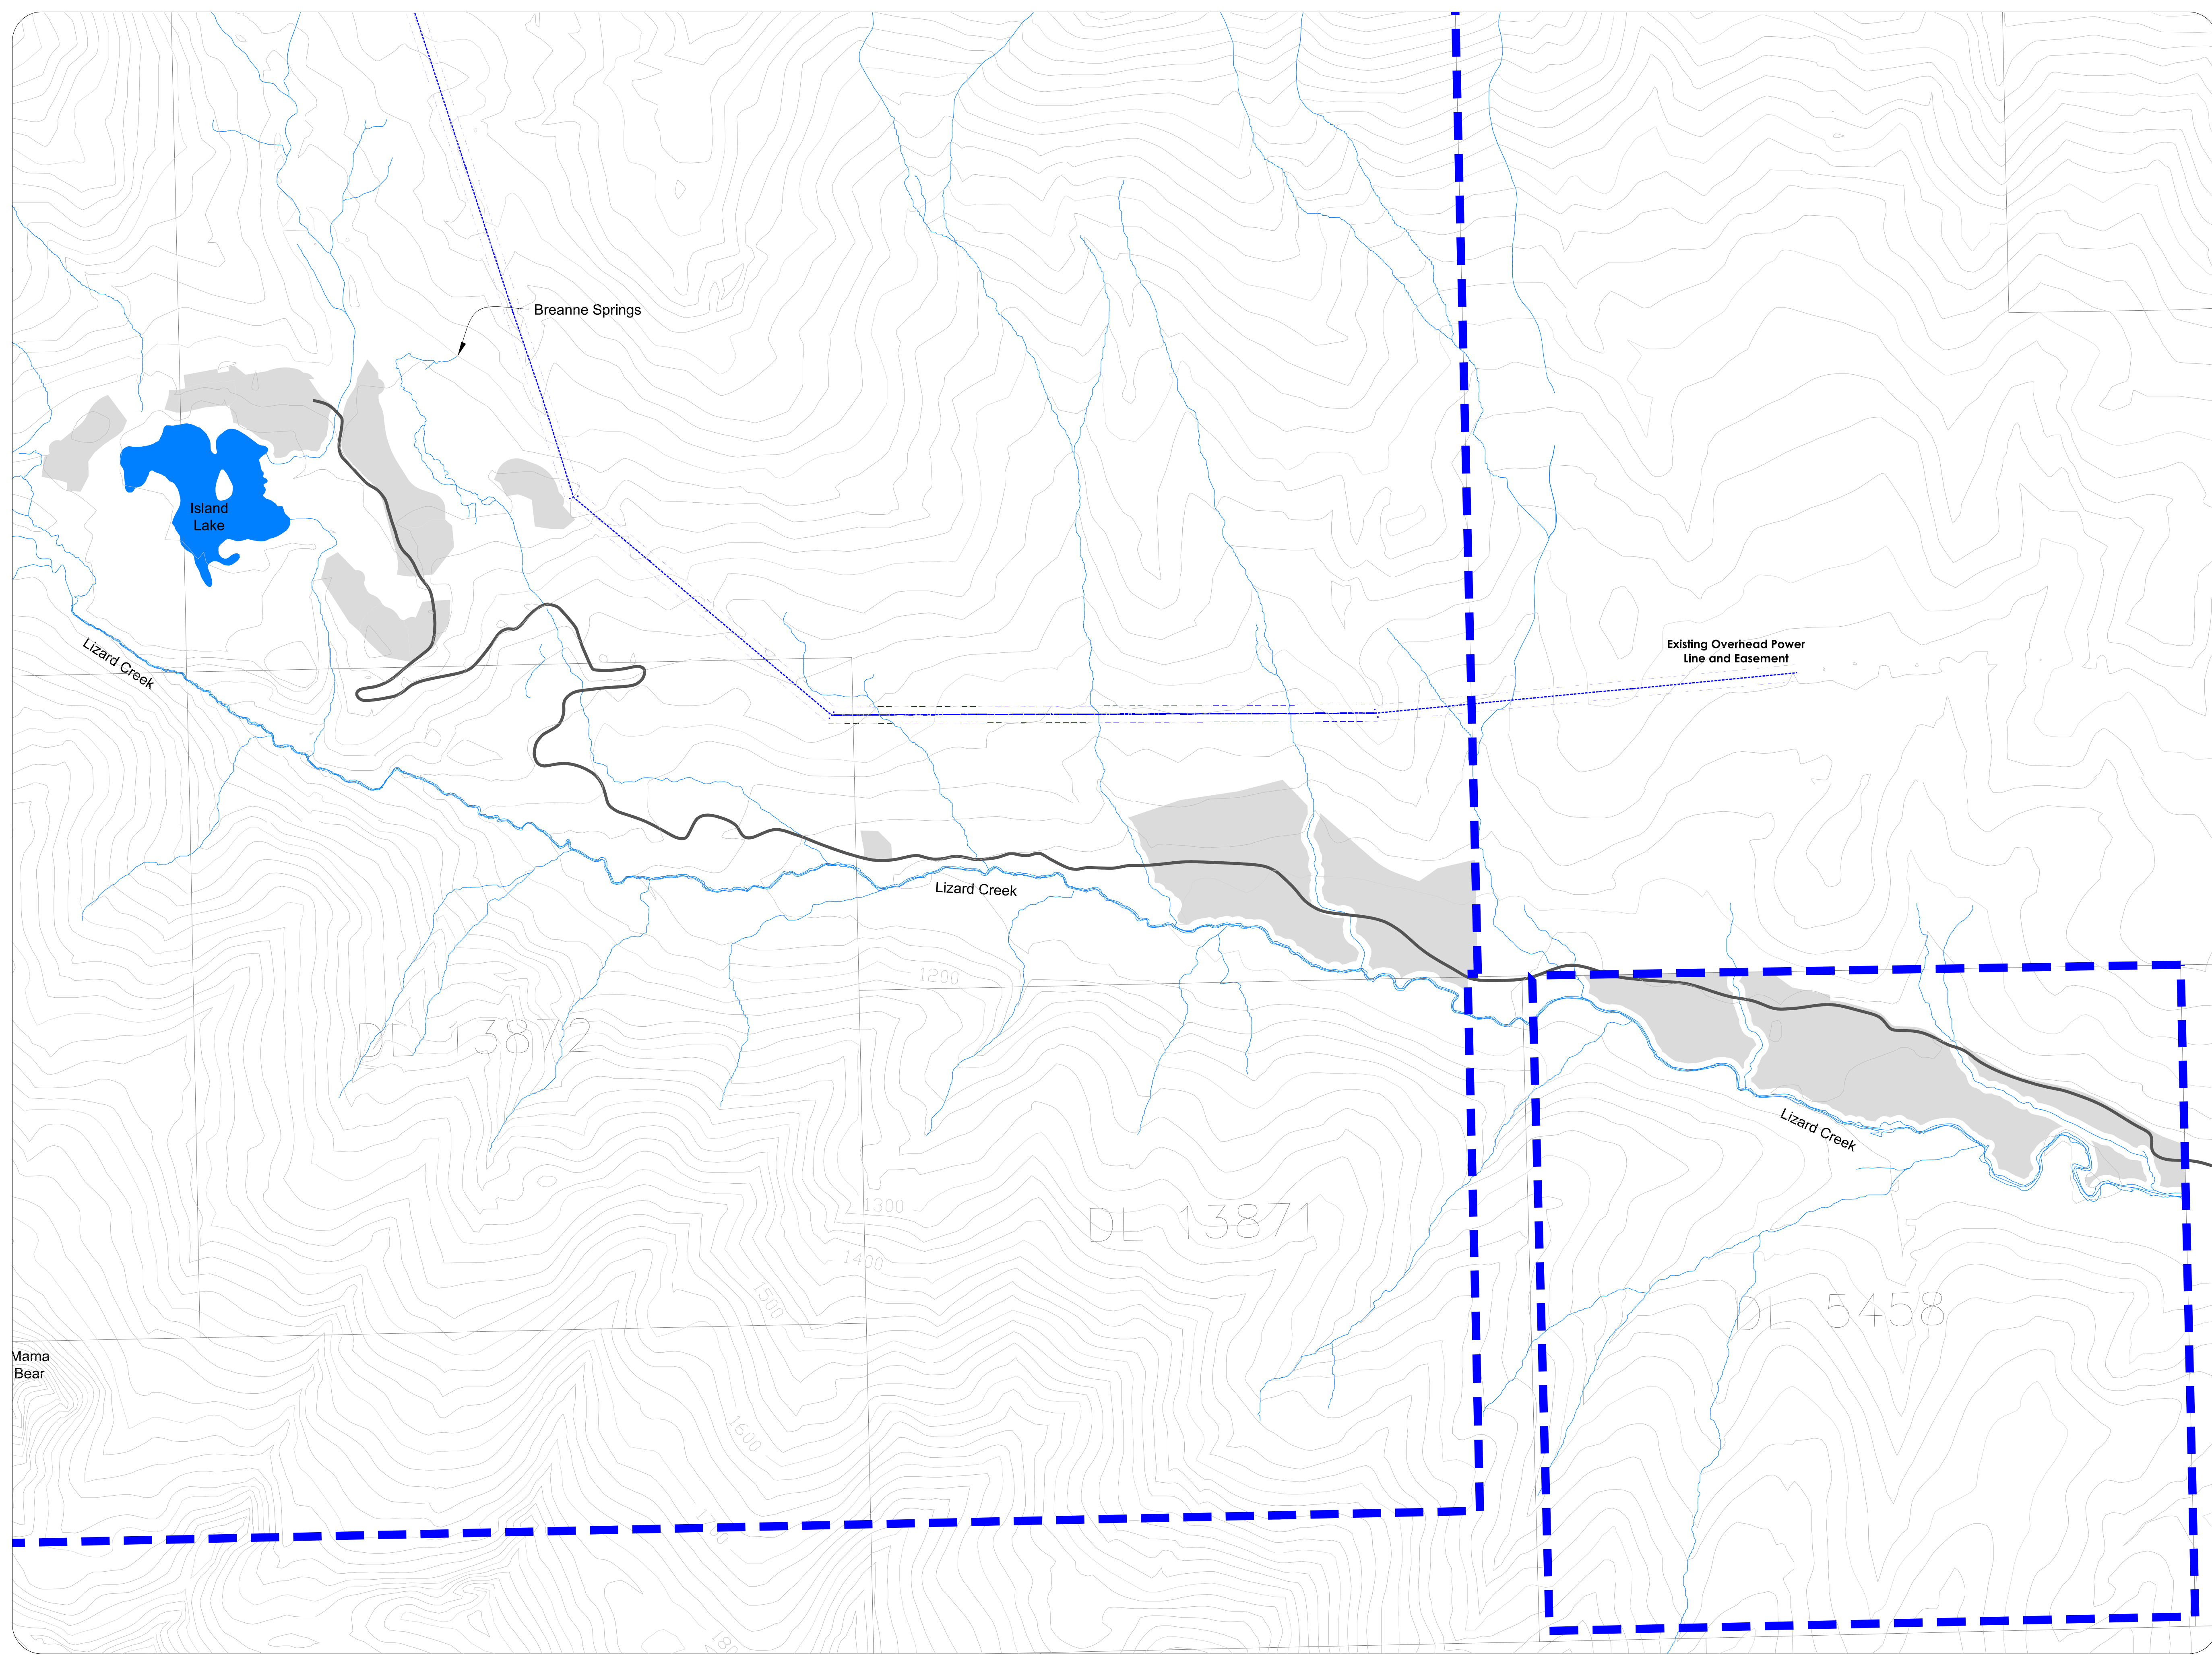 Breanne Springs
Island
Lake
Lizard Creek
Existing Overhead Power
Line and Easement
Lizard Creek
1200
DL 13872
Lizard Creek
1300
DL 13871
1400
1500
DL 5458
Mama
Bear
1600